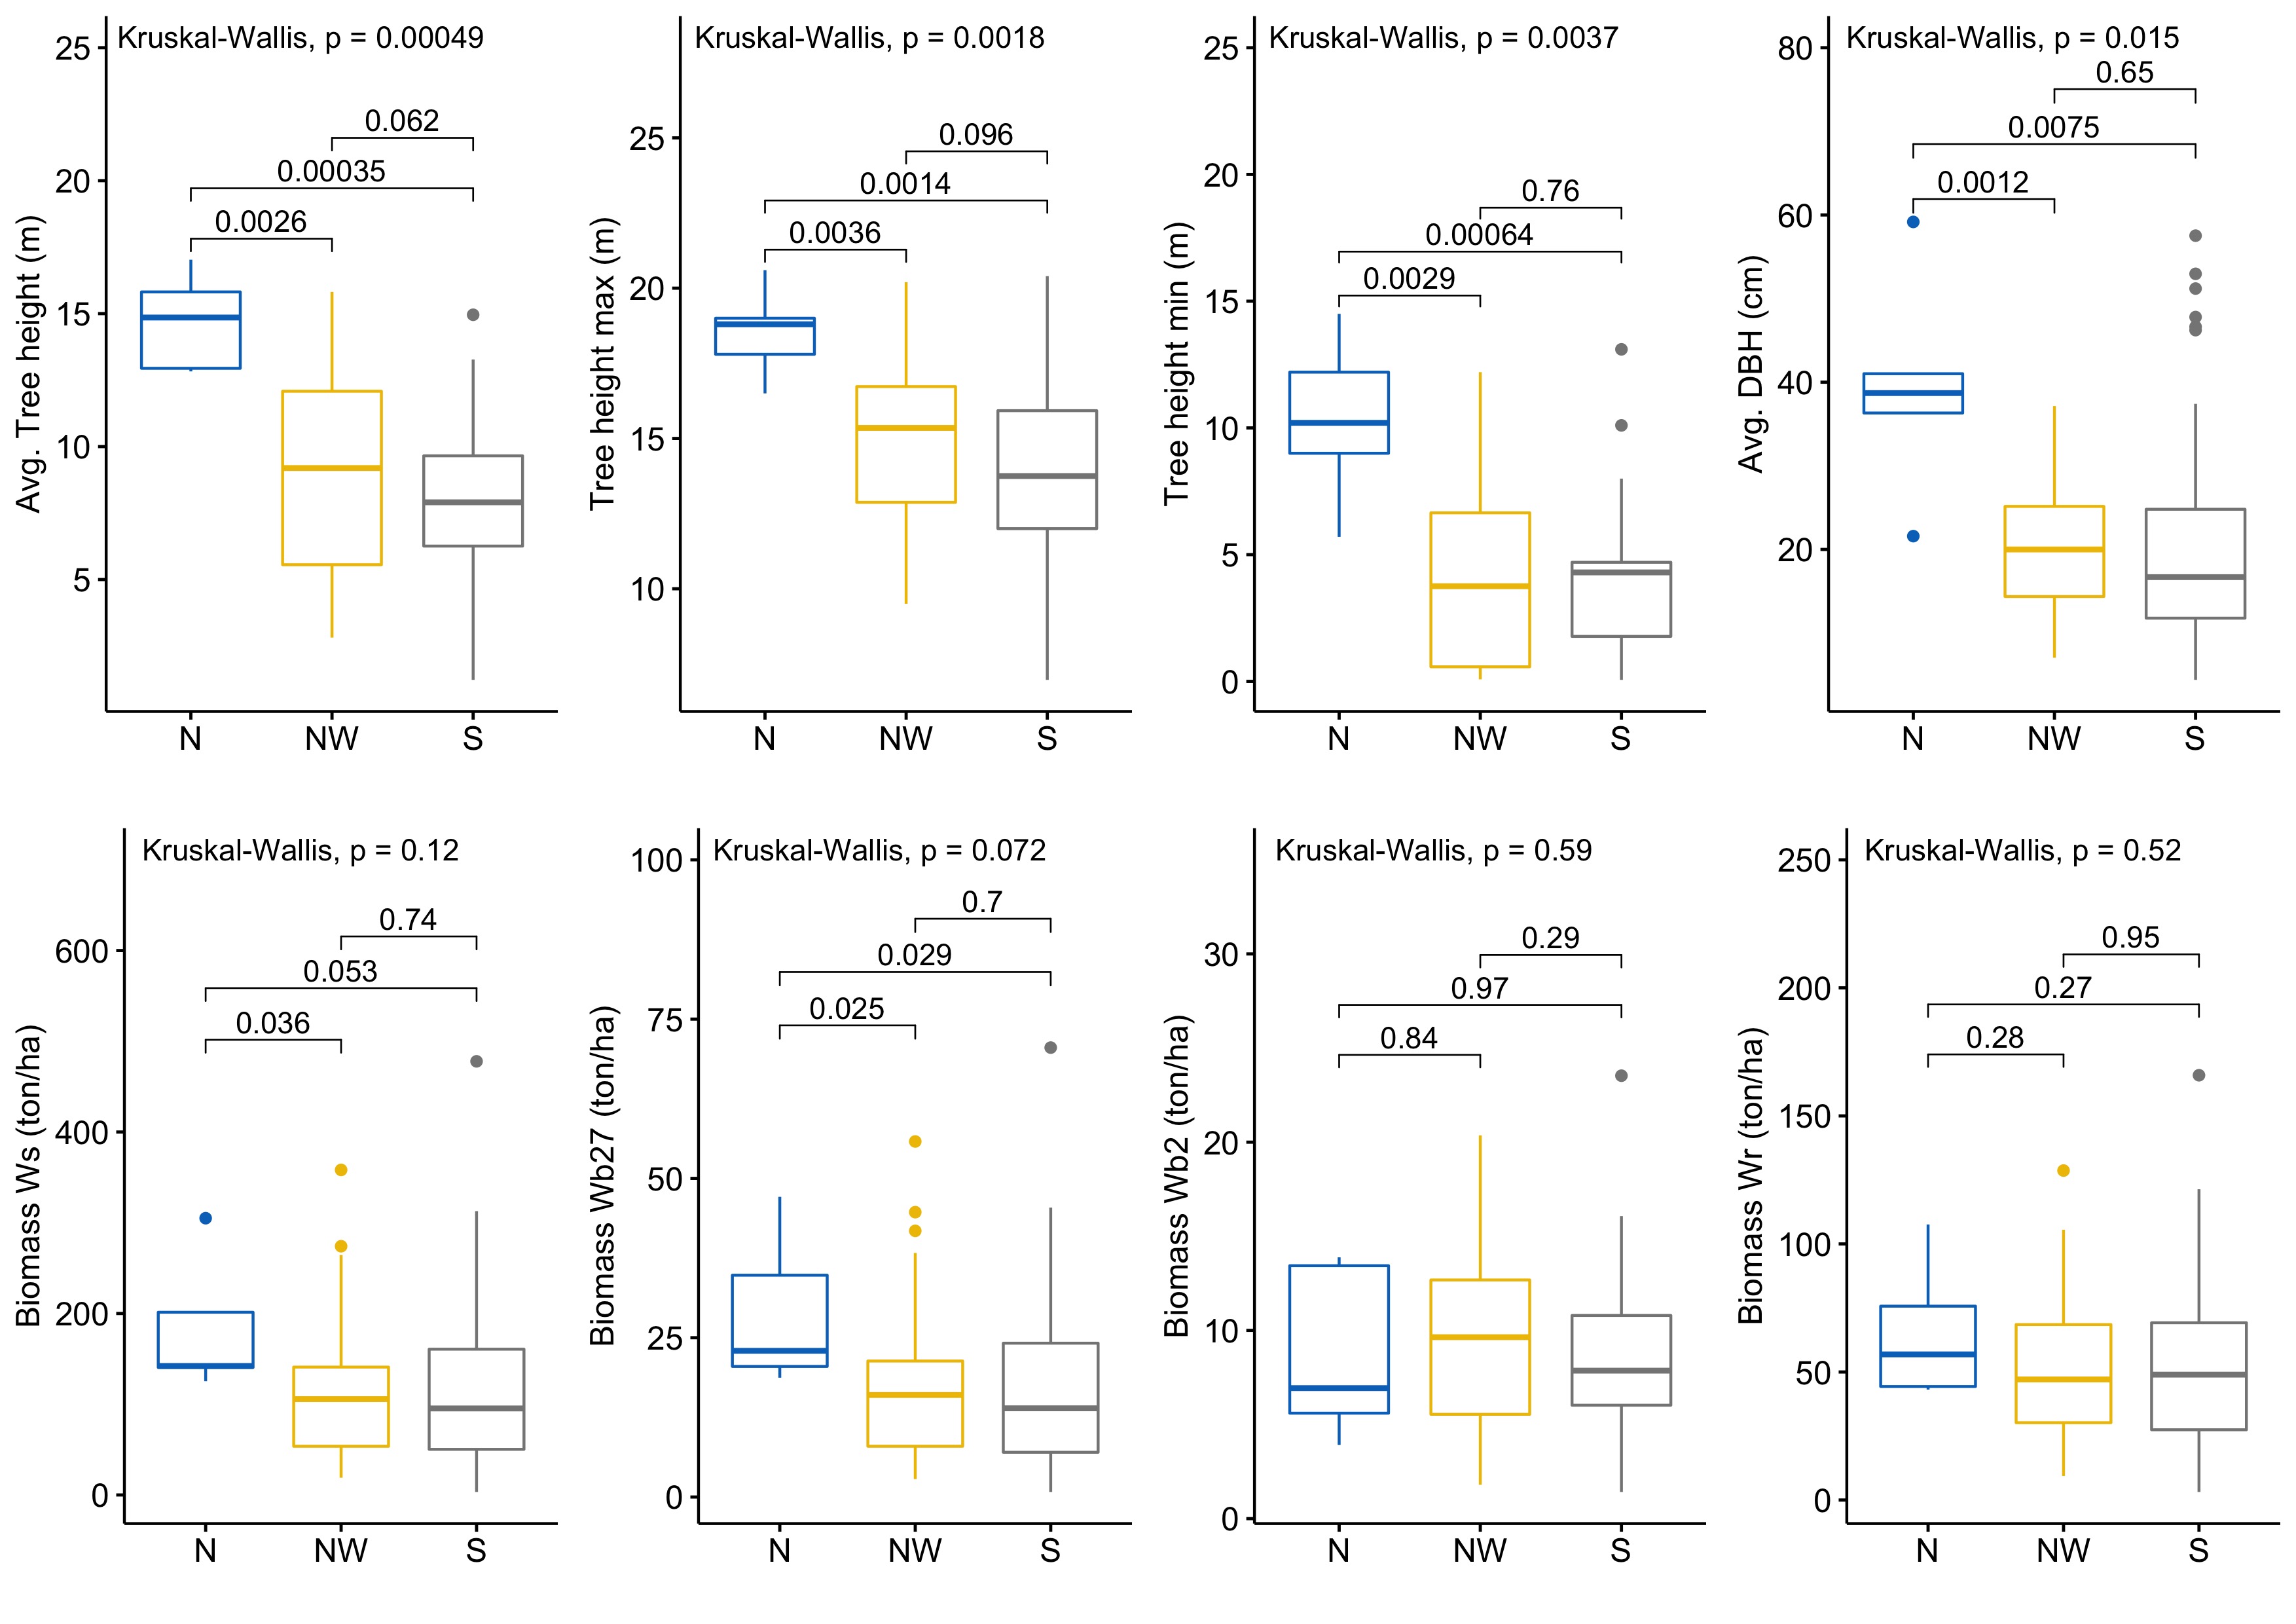 Kruskal-Wallis, p = 0.00049
Avg. Tree height (m)
25
20
15
10
5
0.062
0.00035
0.0026
N NW S
Kruskal-Wallis, p = 0.0018
Tree height max (m)
25
20
15
10
0.096
0.0014
0.0036
N NW S
Kruskal-Wallis, p = 0.0037
Tree height min (m)
25
20
15
10
5
0
0.76
0.00064
0.0029
N NW S
Kruskal-Wallis, p = 0.015
Avg. DBH (cm)
80
60
40
20
0.65
0.0075
0.0012
N NW S
Kruskal-Wallis, p = 0.12
Biomass Ws (ton/ha)
600
400
200
0
0.74
0.053
0.036
N NW S
Kruskal-Wallis, p = 0.072
Biomass Wb27 (ton/ha)
100
75
50
25
0
0.7
0.029
0.025
N NW S
Kruskal-Wallis, p = 0.59
Biomass Wb2 (ton/ha)
30
20
10
0
0.29
0.97
0.84
N NW S
Kruskal-Wallis, p = 0.52
Biomass Wr (ton/ha)
250
200
150
100
50
0
0.95
0.27
0.28
N NW S